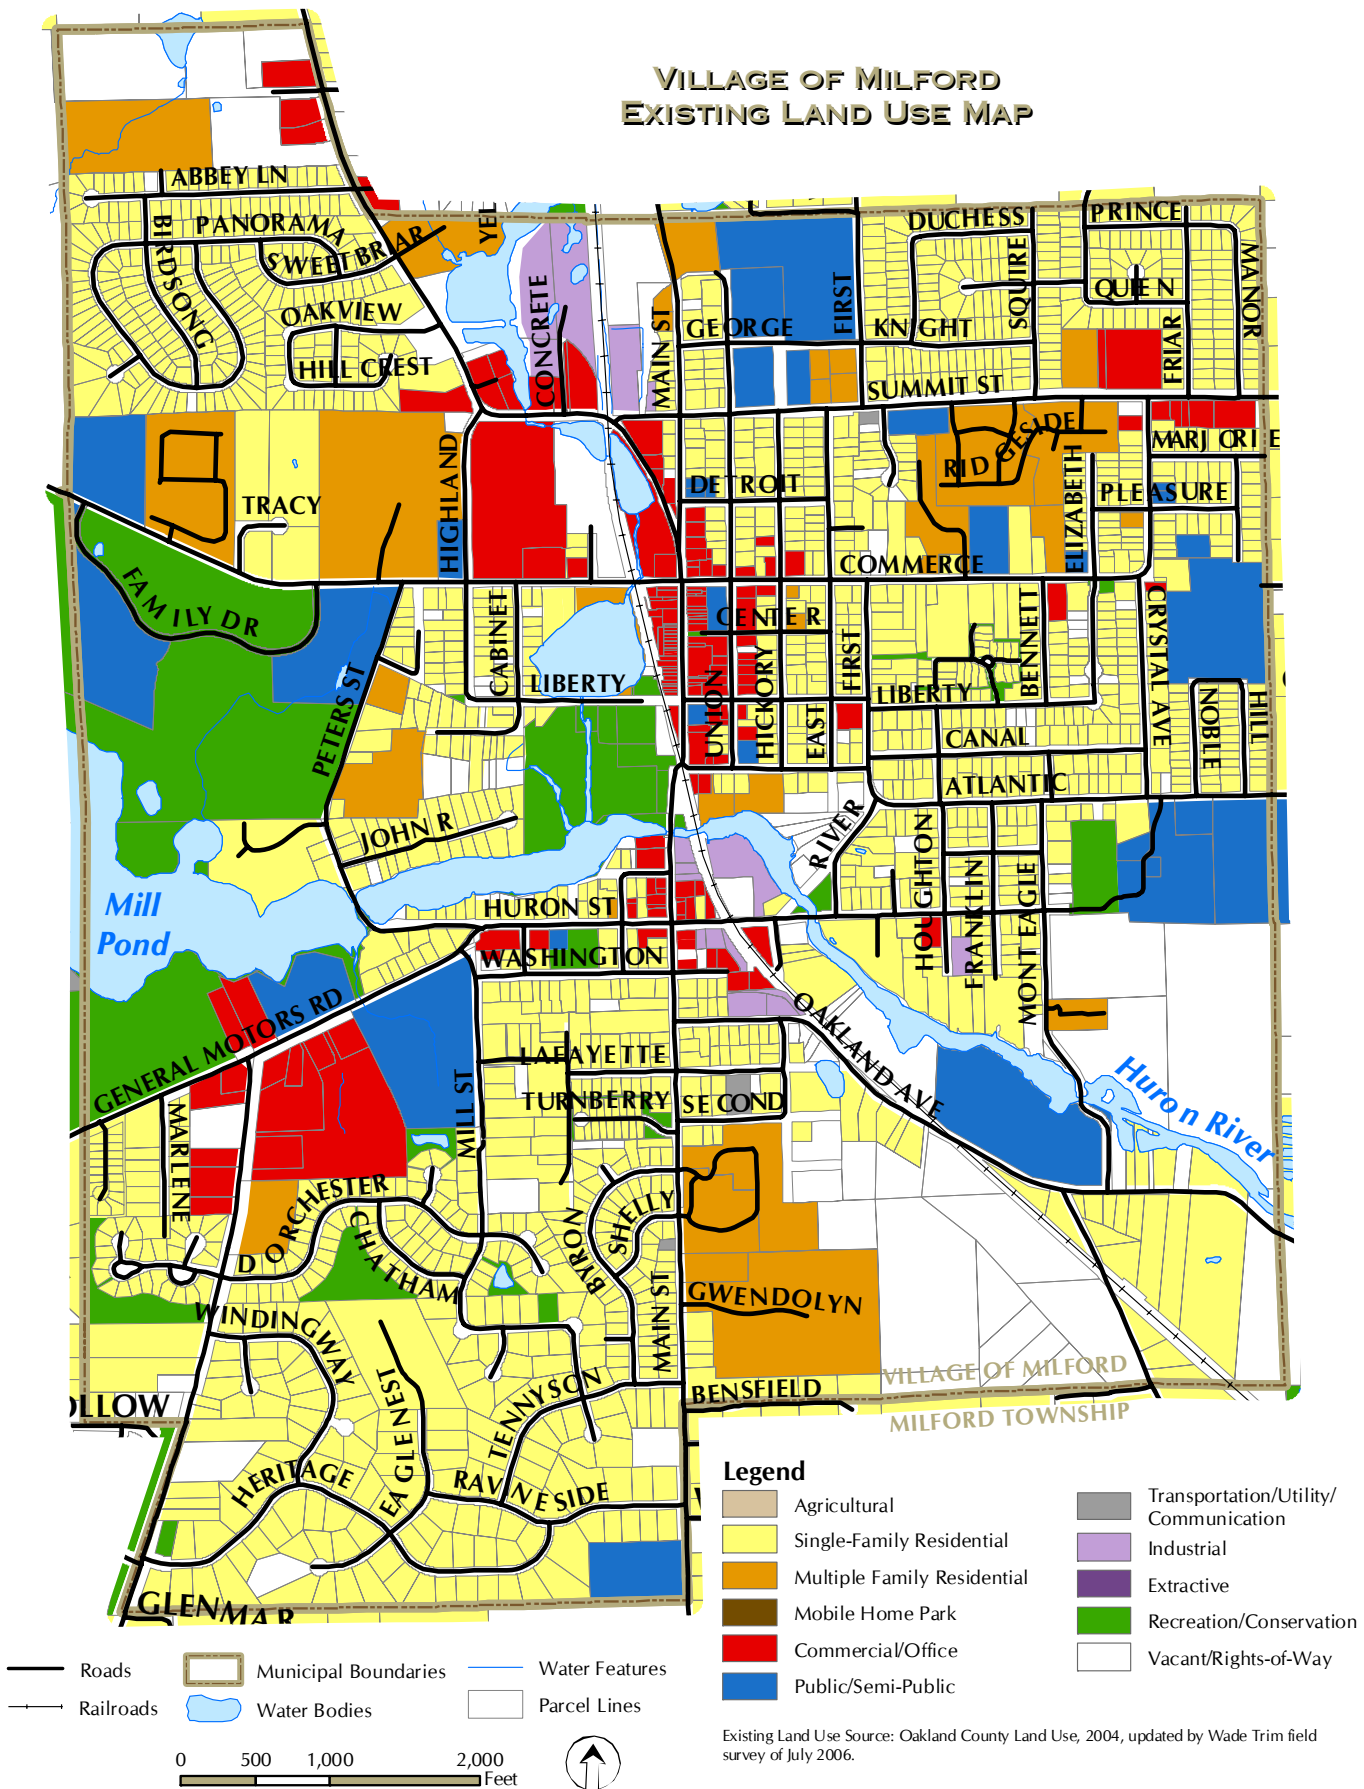 VILLAGE OF MILFORD
EXISTING LAND USE MAP
ABBEY LN
BIRDSONG
PANORAMA
SWEETBRIAR
YEL
OAKVIEW
HILL CREST
CONCRETE
MAIN ST
GEORGE
FIRST
DUCHESS
PRINCE
SQUIRE
QUEEN
MANOR
KNIGHT
FRIAR
SUMMIT ST
HIGHLAND
TRACY
DETROIT
RIDGESIDE
MARJORIE
ELIZABETH
PLEASURE
COMMERCE
FAMILY DR
CABINET
CENTER
BENNETT
CRYSTAL AVE
PETERS ST
LIBERTY
UNION
HICKORY
EAST
FIRST
LIBERTY
NOBLE
HILL
CANAL
ATLANTIC
JOHN R
RIVER
HOUGHTON
FRANKLIN
MONTEAGLE
Mill
Pond
HURON ST
WASHINGTON
GENERAL MOTORS RD
OAKLAND AVE
LAFAYETTE
Huron River
MARLENE
MILL ST
TURNBERRY
SECOND
DORCHESTER
CHATHAM
BYRON
SHELLY
MAIN ST
GWENDOLYN
WINDINGWAY
VILLAGE OF MILFORD
EAGLENEST
TENNYSON
BENSFIELD
MILFORD TOWNSHIP
OLLOW
HERITAGE
RAVINESIDE
GLENMAR
Legend
Agricultural
Single-Family Residential
Multiple Family Residential
Mobile Home Park
Commercial/Office
Public/Semi-Public
Transportation/Utility/
Communication
Industrial
Extractive
Recreation/Conservation
Vacant/Rights-of-Way
Roads
Railroads
Municipal Boundaries
Water Bodies
Water Features
Parcel Lines
Existing Land Use Source: Oakland County Land Use, 2004, updated by Wade Trim field
survey of July 2006.
0 500 1,000 2,000
Feet